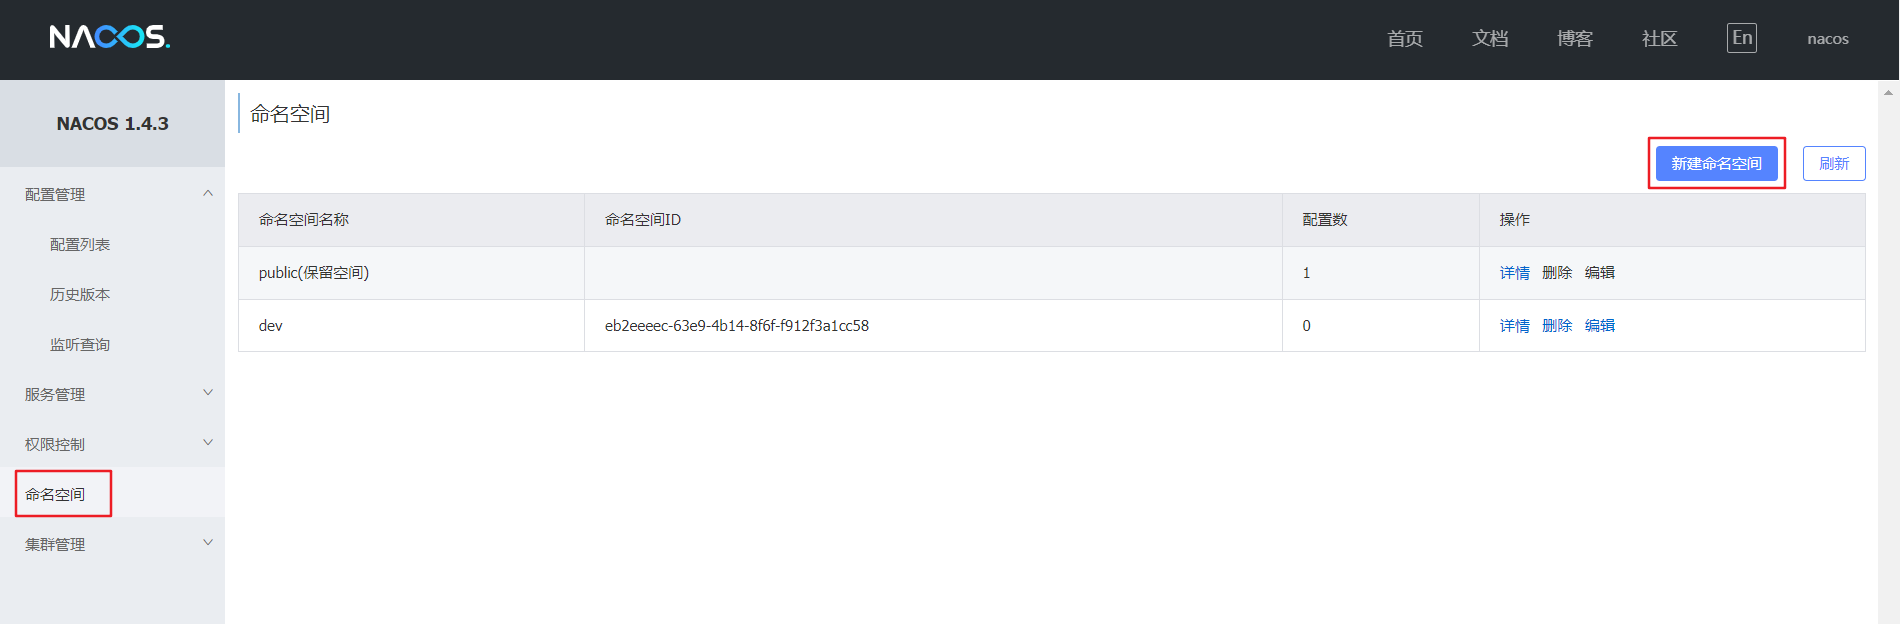 NACOS. 首页 文档 博客 社区 En nacos
NACOS 1.4.3
配置管理
配置列表
历史版本
监听查询
服务管理
权限控制
命名空间
集群管理
命名空间
新建命名空间 刷新
命名空间名称 命名空间ID 配置数 操作
public(保留空间) 1 详情 删除 编辑
dev eb2eeeec-63e9-4b14-8f6f-f912f3a1cc58 0 详情 删除 编辑